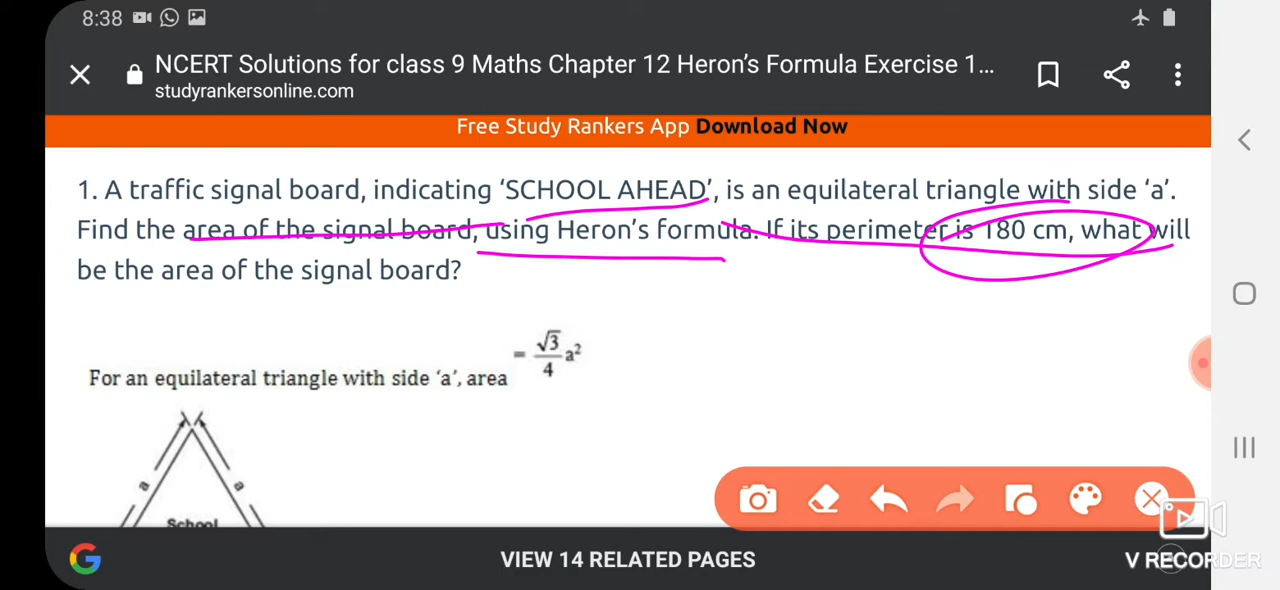 8:38
NCERT Solutions for class 9 Maths Chapter 12 Heron's Formula Exercise 1...
studyrankersonline.com
Free Study Rankers App Download Now
1. A traffic signal board, indicating ‘SCHOOL AHEAD’, is an equilateral triangle with side ‘a’.
Find the area of the signal board, using Heron’s formula. If its perimeter is 180 cm, what will
be the area of the signal board?
For an equilateral triangle with side ‘a’, area = √3/4 a²
a a
School
VIEW 14 RELATED PAGES
V RECORDER